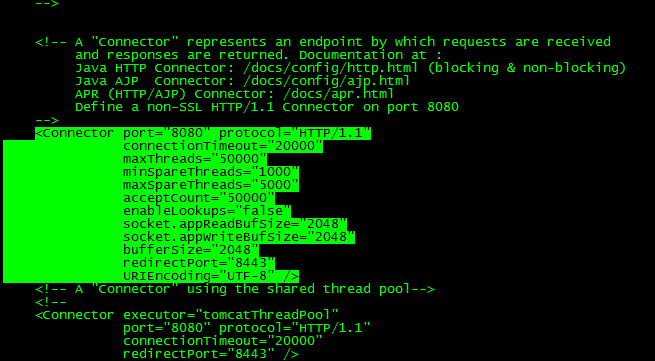 -->
<!-- A "Connector" represents an endpoint by which requests are received
and responses are returned. Documentation at :
Java HTTP Connector: /docs/config/http.html (blocking & non-blocking)
Java AJP  Connector: /docs/config/ajp.html
APR (HTTP/AJP) Connector: /docs/apr.html
Define a non-SSL HTTP/1.1 Connector on port 8080
-->
<Connector port="8080" protocol="HTTP/1.1"
connectionTimeout="20000"
maxThreads="50000"
minSpareThreads="1000"
maxSpareThreads="5000"
acceptCount="50000"
enableLookups="false"
socket.appReadBufSize="2048"
socket.appWriteBufSize="2048"
bufferSize="2048"
redirectPort="8443"
URIEncoding="UTF-8" />
<!-- A "Connector" using the shared thread pool-->
<!--
<Connector executor="tomcatThreadPool"
port="8080" protocol="HTTP/1.1"
connectionTimeout="20000"
redirectPort="8443" />